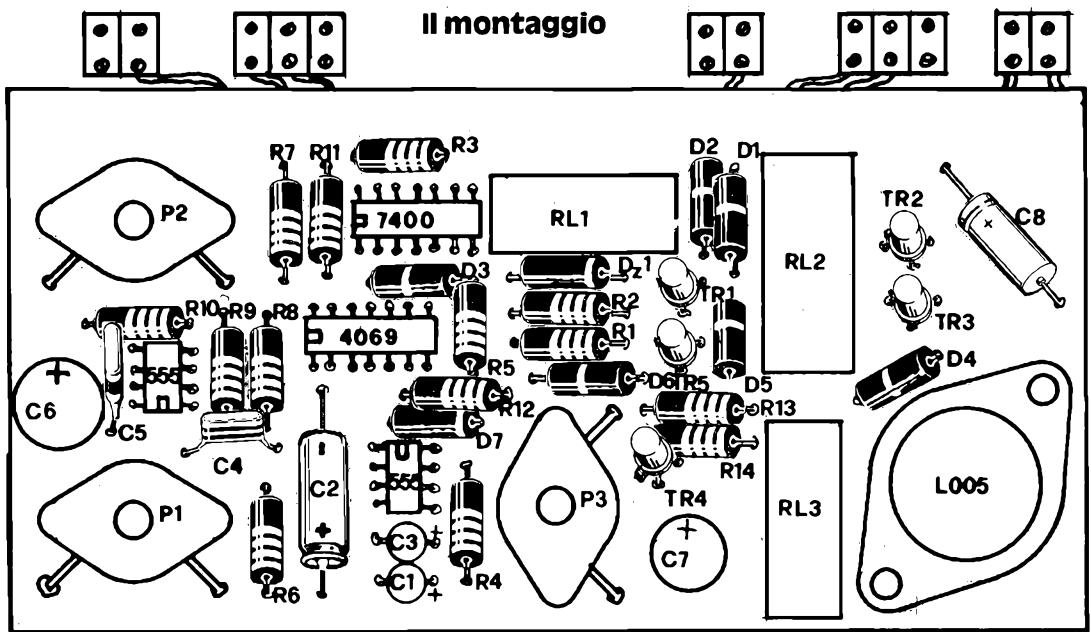 Il montaggio
R7
R11
R3
D2
D1
P2
7400
RL1
TR2
C8
RL2
D3
Dz1
TR1
R10
R9
R8
4069
R2
R1
TR3
555
R5
D6
TR5
D5
D4
C6
C5
R12
R13
C4
D7
R14
C2
555
P3
TR4
L005
P1
RL3
C3
C1
C7
R6
R4